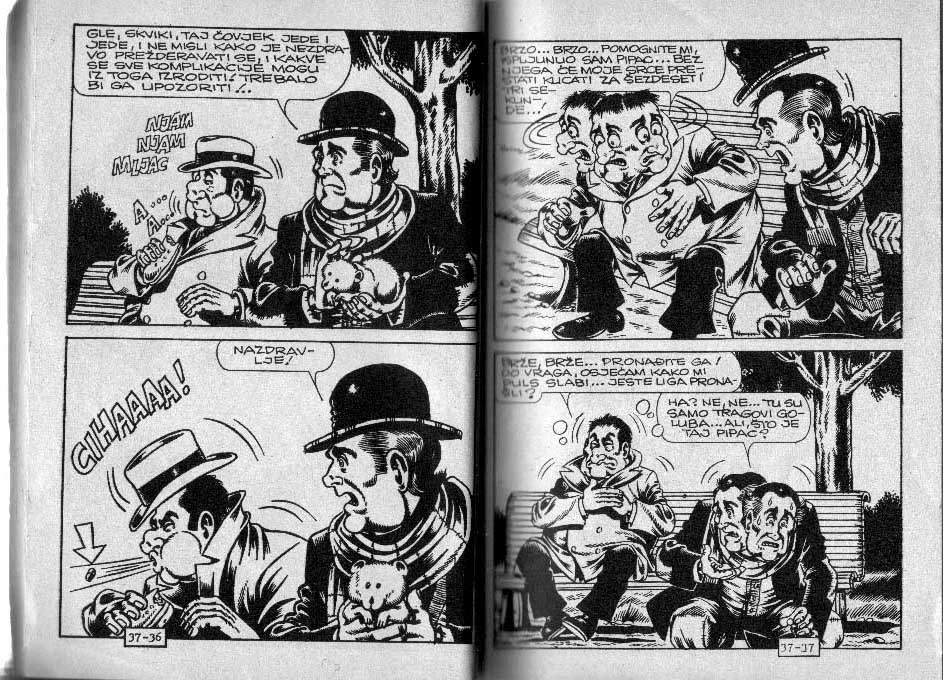 GLE, SKVIKI, TAJ ČOVJEK JEDE I
JEDE, I NE MISLI KAKO JE NEZDRA-
VO PREŽDERAVATI SE, I KAKVE
SE SVE KOMPLIKACIJE MOGU
IZ TOGA IZRODITI! TREBALO
BI GA UPOZORITI!..
NJAM
NJAM
MLJAC
A...
A...
NAZDRAV-
LJE!
CIHAAAA!
37-36
BRZO... BRZO... POMOGNITE MI,
ISPLJUNUO SAM PIPAC... BEZ
NJEGA ĆE MOJE SRCE PRE-
STATI KUCATI ZA ŠEZDESET I
TRI SE-
KUN-
DE...
BRŽE, BRŽE... PRONAĐITE GA!
DO VRAGA, OSJEĆAM KAKO MI
PULS SLABI... JESTE LI GA PRONA-
ŠLI?
HA? NE, NE... TU SU
SAMO TRAGOVI GO-
LUBA... ALI, ŠTO JE
TAJ PIPAC?
37-37